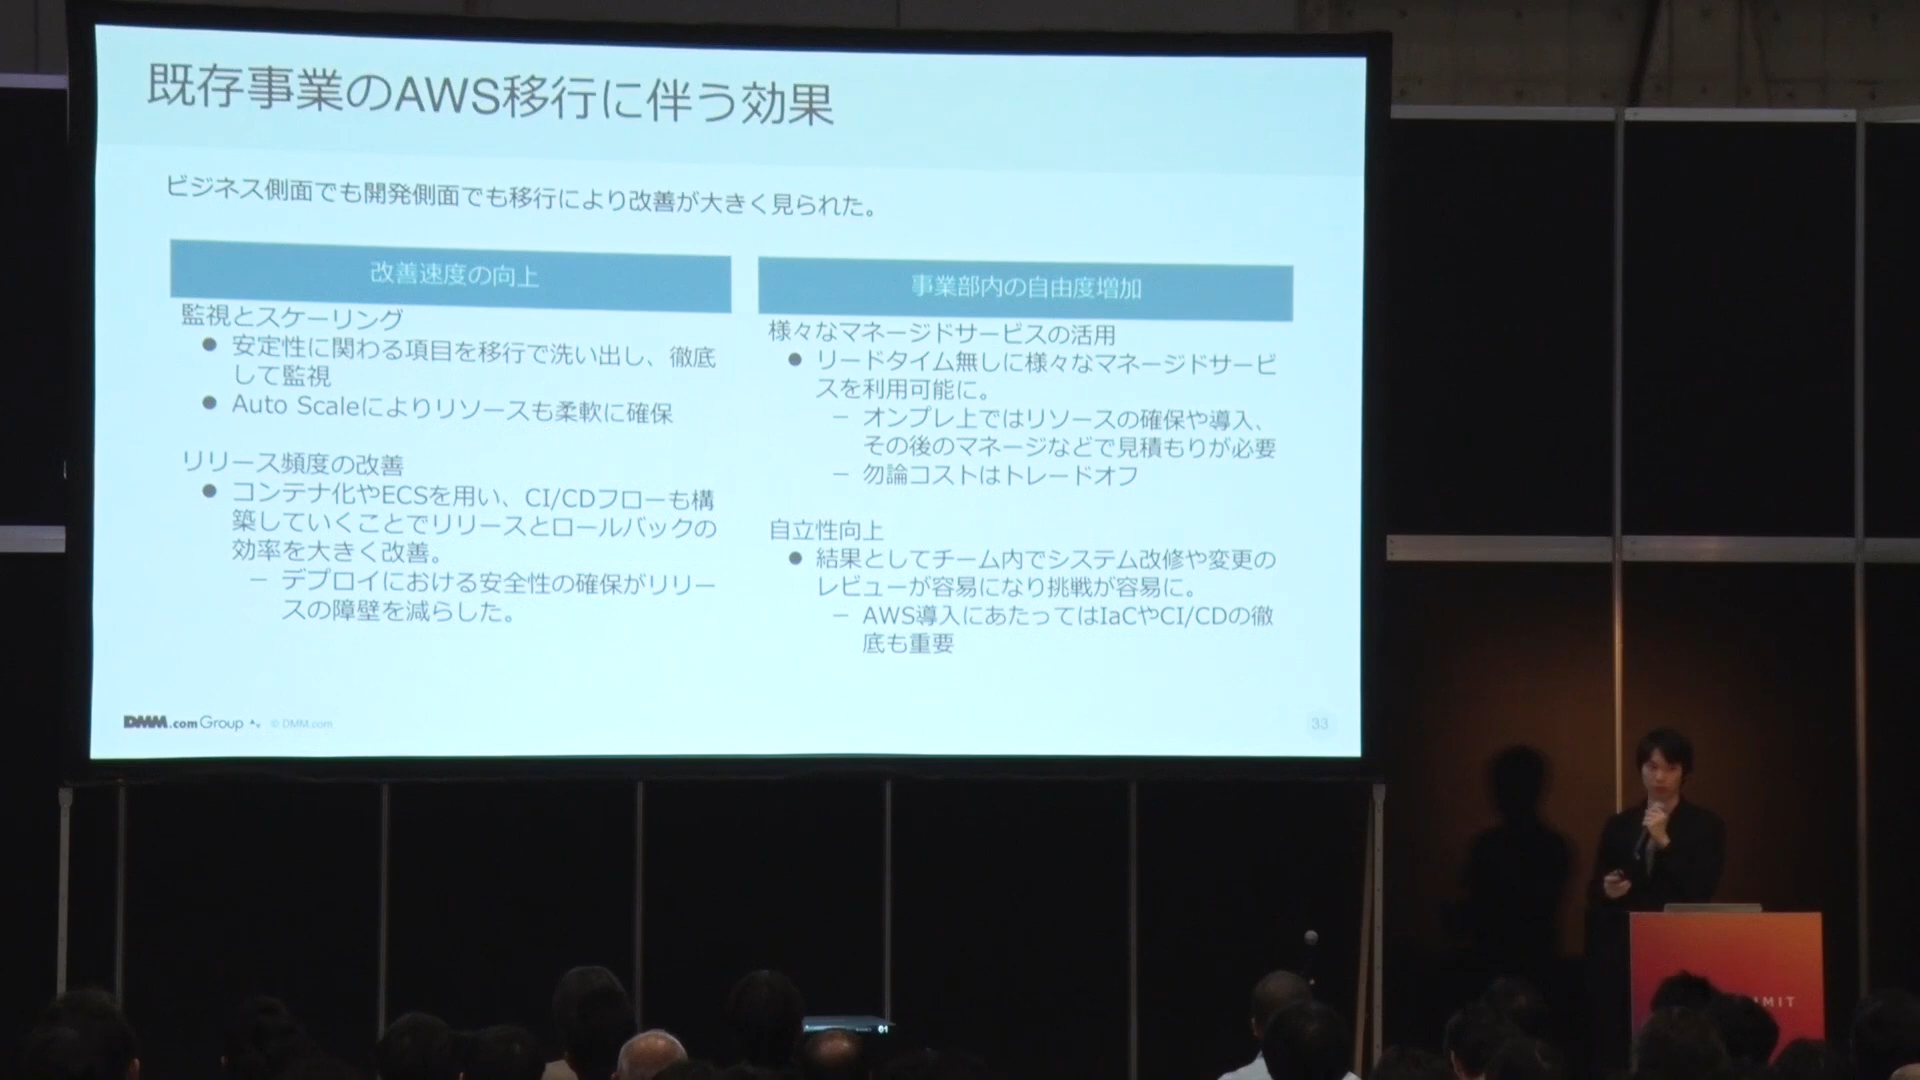 既存事業のAWS移行に伴う効果
ビジネス側面でも開発側面でも移行により改善が大きく見られた。
改善速度の向上
監視とスケーリング
● 安定性に関わる項目を移行で洗い出し、徹底
して監視
● Auto Scaleによりリソースも柔軟に確保
リリース頻度の改善
● コンテナ化やECSを用い、CI/CDフローも構
築していくことでリリースとロールバックの
効率を大きく改善。
− デプロイにおける安全性の確保がリリー
スの障壁を減らした。
事業部内の自由度増加
様々なマネージドサービスの活用
● リードタイム無しに様々なマネージドサービ
スを利用可能に。
− オンプレ上ではリソースの確保や導入、
その後のマネージなどで見積もりが必要
− 勿論コストはトレードオフ
自立性向上
● 結果としてチーム内でシステム改修や変更の
レビューが容易になり挑戦が容易に。
− AWS導入にあたってはIaCやCI/CDの徹
底も重要
DMM.com Group © DMM.com
33